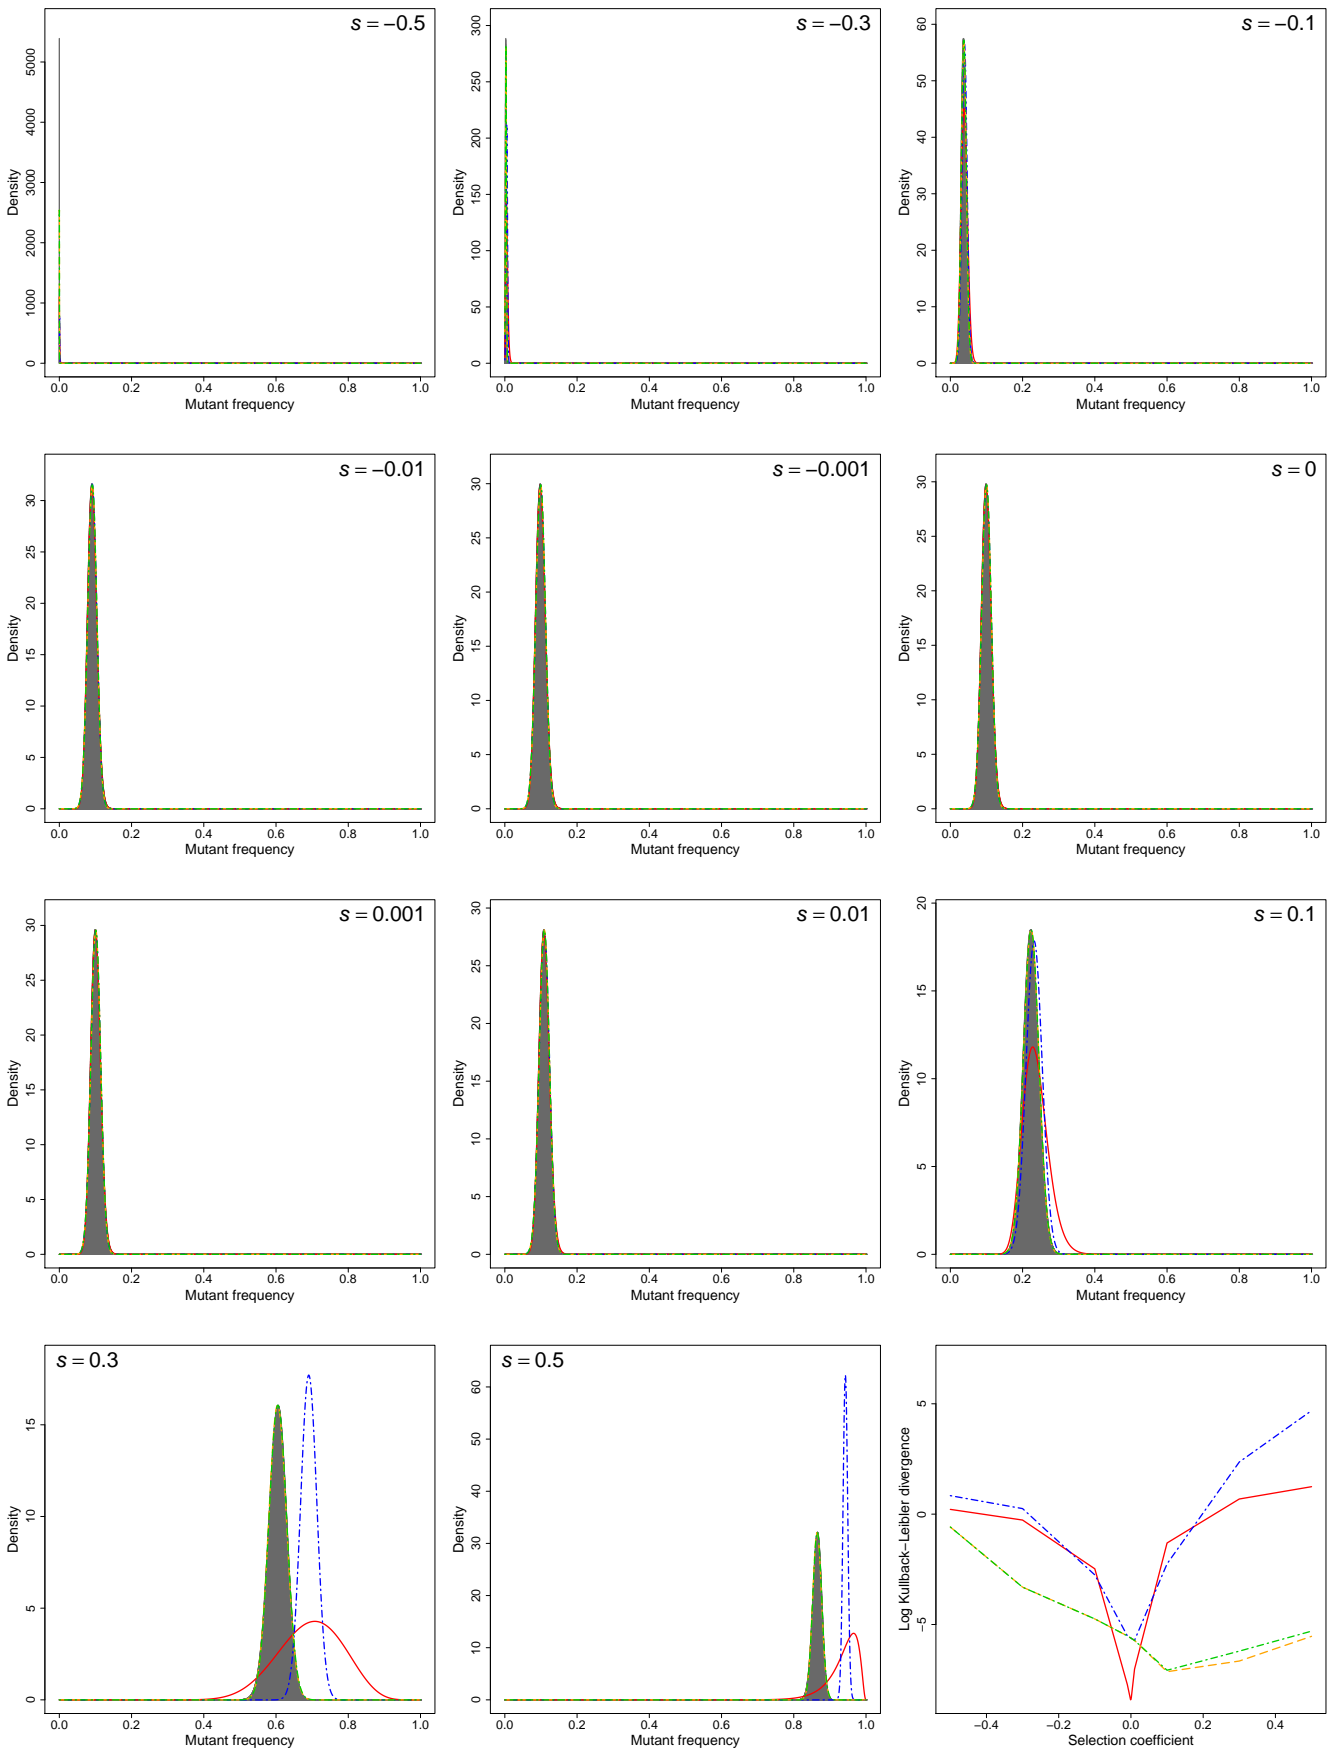 s = −0.5
Density
0 1000 2000 3000 4000 5000
0.0 0.2 0.4 0.6 0.8 1.0
Mutant frequency
s = −0.3
Density
0 50 100 150 200 250 300
0.0 0.2 0.4 0.6 0.8 1.0
Mutant frequency
s = −0.1
Density
0 10 20 30 40 50 60
0.0 0.2 0.4 0.6 0.8 1.0
Mutant frequency
s = −0.01
Density
0 5 10 15 20 25 30
0.0 0.2 0.4 0.6 0.8 1.0
Mutant frequency
s = −0.001
Density
0 5 10 15 20 25 30
0.0 0.2 0.4 0.6 0.8 1.0
Mutant frequency
s = 0
Density
0 5 10 15 20 25 30
0.0 0.2 0.4 0.6 0.8 1.0
Mutant frequency
s = 0.001
Density
0 5 10 15 20 25 30
0.0 0.2 0.4 0.6 0.8 1.0
Mutant frequency
s = 0.01
Density
0 5 10 15 20 25 30
0.0 0.2 0.4 0.6 0.8 1.0
Mutant frequency
s = 0.1
Density
0 5 10 15 20
0.0 0.2 0.4 0.6 0.8 1.0
Mutant frequency
s = 0.3
Density
0 5 10 15
0.0 0.2 0.4 0.6 0.8 1.0
Mutant frequency
s = 0.5
Density
0 10 20 30 40 50 60
0.0 0.2 0.4 0.6 0.8 1.0
Mutant frequency
Log Kullback−Leibler divergence
−5 0 5
−0.4 −0.2 0.0 0.2 0.4
Selection coefficient